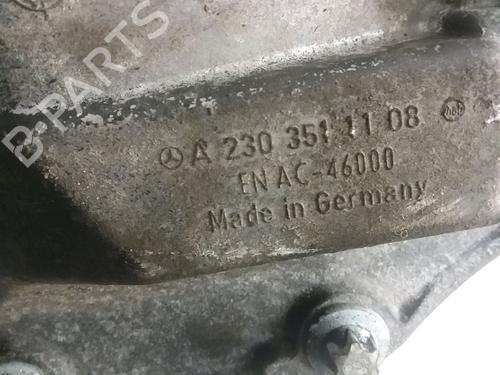 B-PARTS
A 230 351 11 08
EN AC-46000
Made in Germany